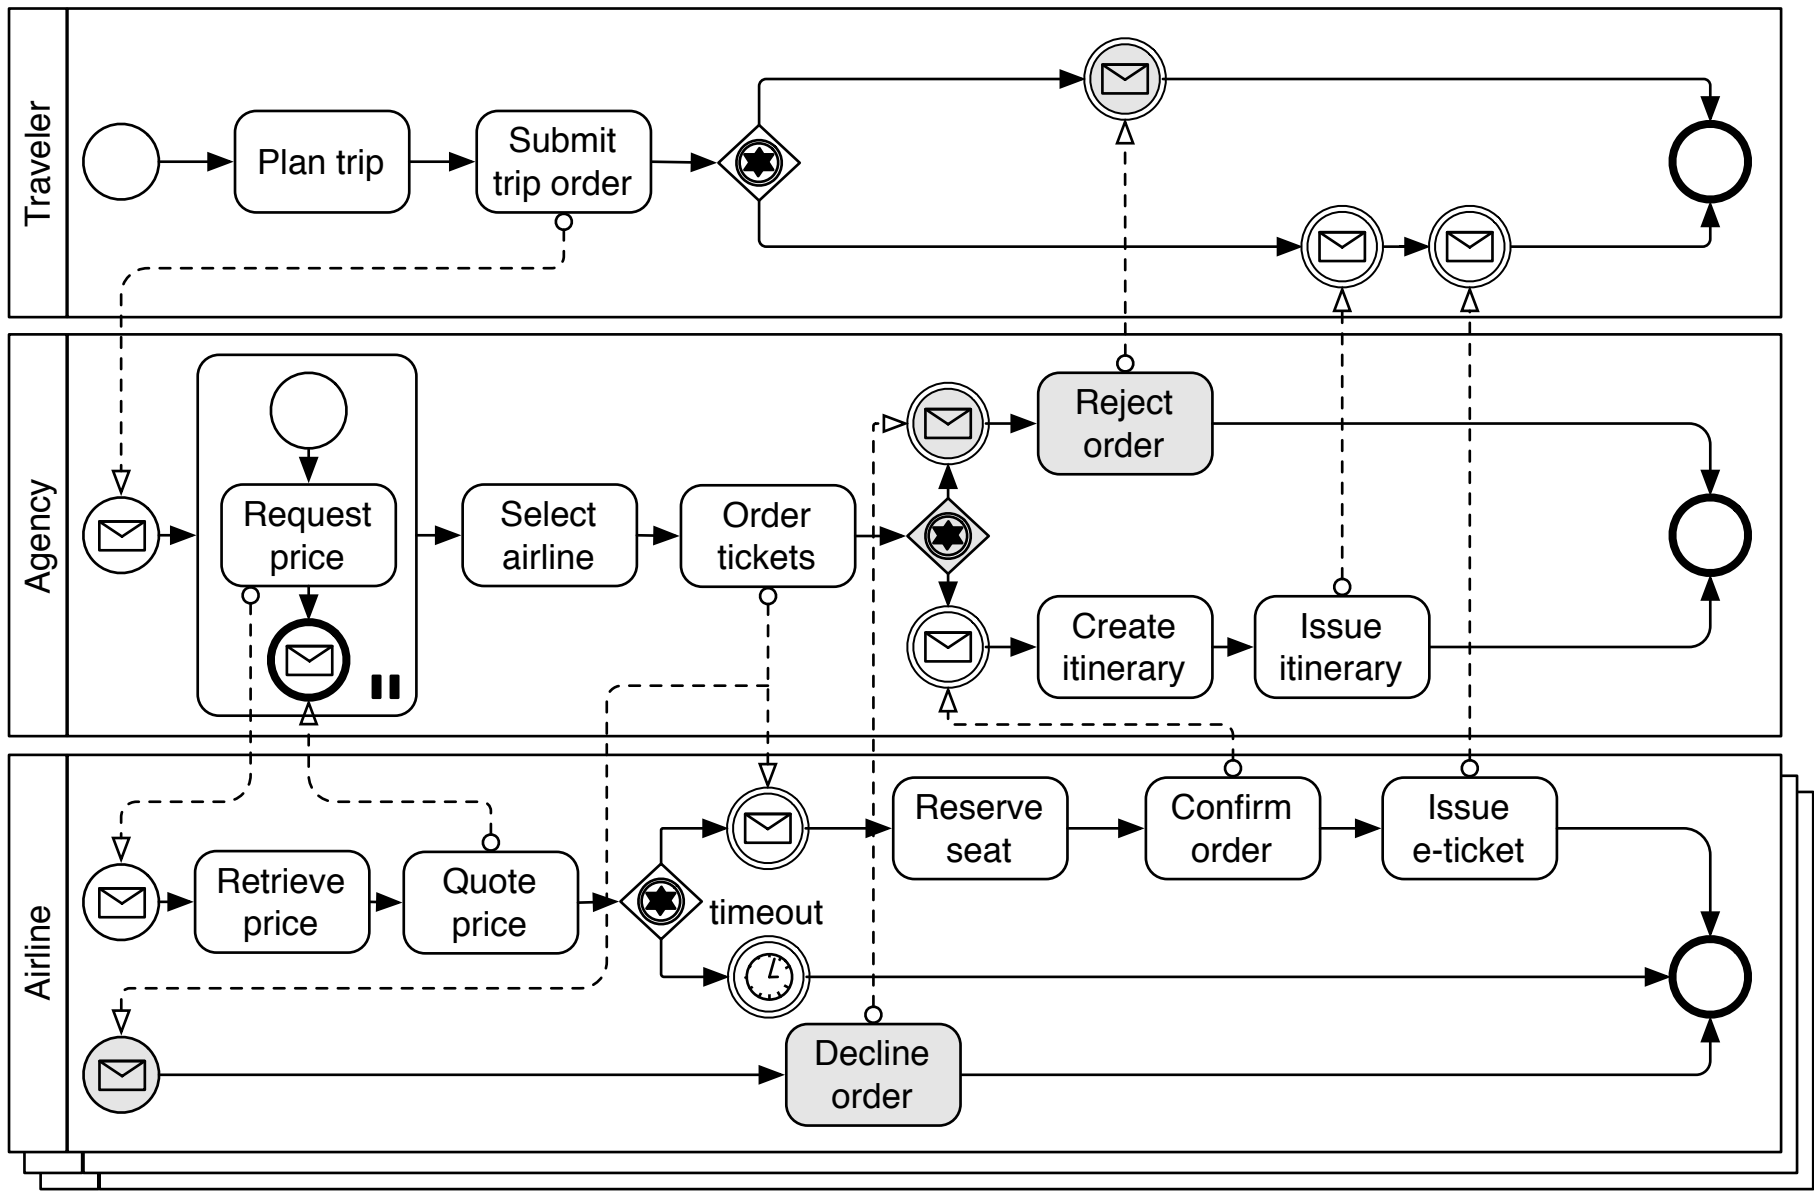 Traveler
Plan trip
Submit
trip order
Agency
Request
price
Select
airline
Order
tickets
Reject
order
Create
itinerary
Issue
itinerary
Airline
Retrieve
price
Quote
price
timeout
Reserve
seat
Confirm
order
Issue
e-ticket
Decline
order